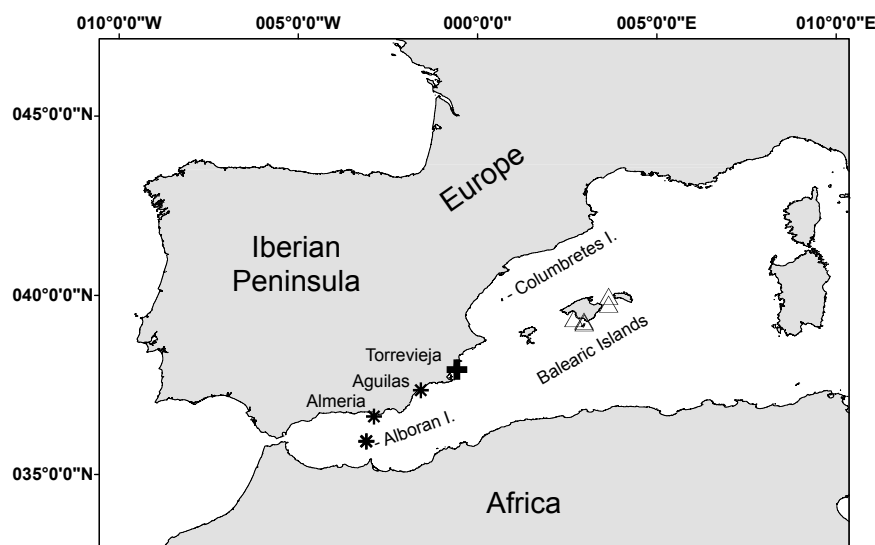 010°0'0"W 005°0'0"W 000°0'0" 005°0'0"E 010°0'0"E
045°0'0"N
Europe
Iberian
Peninsula
- Columbretes I.
040°0'0"N
Balearic Islands
Torrevieja
Aguilas
Almeria
- Alboran I.
035°0'0"N
Africa